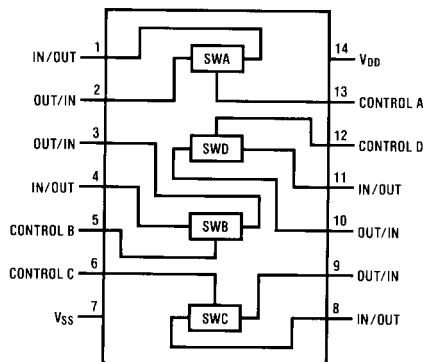 1
IN/OUT
SWA
14
VDD
2
OUT/IN
13
CONTROL A
3
OUT/IN
12
CONTROL D
SWD
4
IN/OUT
11
IN/OUT
5
CONTROL B
SWB
10
OUT/IN
6
CONTROL C
9
OUT/IN
7
VSS
SWC
8
IN/OUT